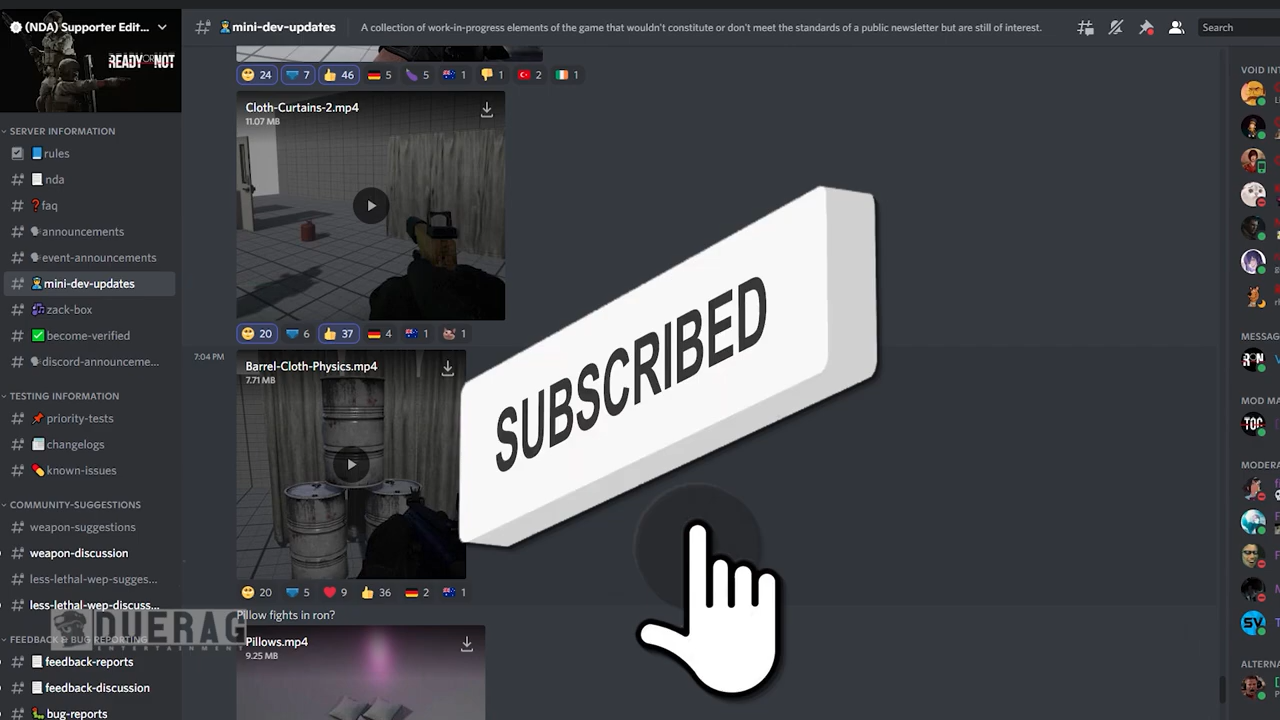 (NDA) Supporter Edit...
READY OR NOT
SERVER INFORMATION
rules
nda
faq
announcements
event-announcements
mini-dev-updates
zack-box
become-verified
discord-announceme...
TESTING INFORMATION
priority-tests
changelogs
known-issues
COMMUNITY-SUGGESTIONS
weapon-suggestions
weapon-discussion
less-lethal-wep-sugges...
less-lethal-wep-discuss...
FEEDBACK & BUG REPORTING
DUERAG
ENTERTAINMENT
feedback-reports
feedback-discussion
bug-reports
mini-dev-updates
A collection of work-in-progress elements of the game that wouldn't constitute or don't meet the standards of a public newsletter but are still of interest.
Search
24 7 46 5 5 1 1 2 1
Cloth-Curtains-2.mp4
11.07 MB
20 6 37 4 1 1
7:04 PM
Barrel-Cloth-Physics.mp4
7.71 MB
20 5 9 36 2 1
Pillow fights in ron?
Pillows.mp4
9.25 MB
SUBSCRIBED
VOID INT
MESSAG
RON
MOD MA
TOC
MODERA
SV
ALTERNA